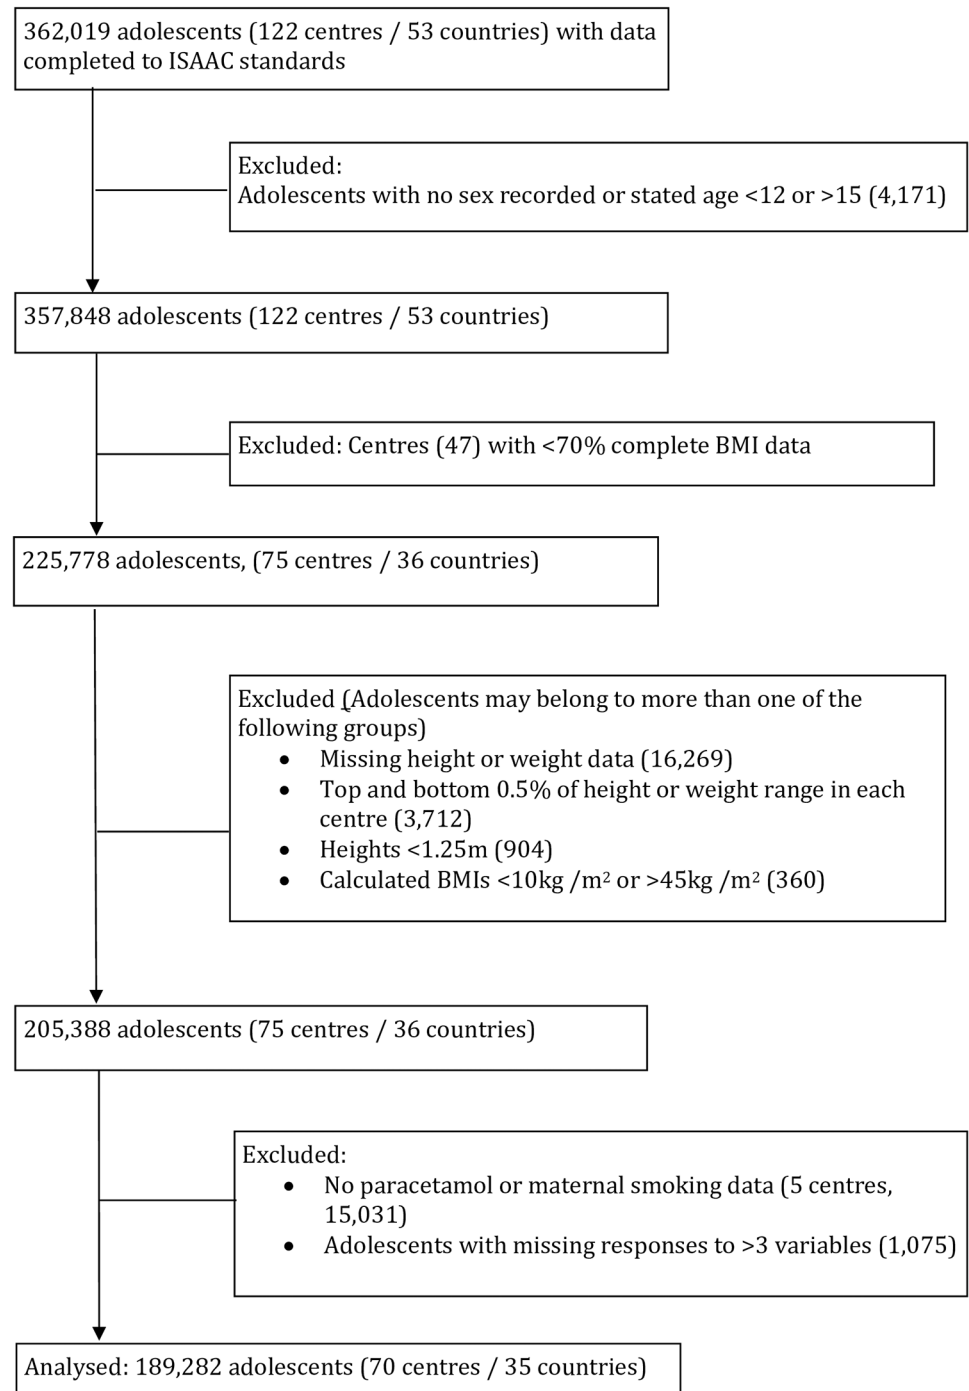 362,019 adolescents (122 centres / 53 countries) with data
completed to ISAAC standards
Excluded:
Adolescents with no sex recorded or stated age <12 or >15 (4,171)
357,848 adolescents (122 centres / 53 countries)
Excluded: Centres (47) with <70% complete BMI data
225,778 adolescents, (75 centres / 36 countries)
Excluded (Adolescents may belong to more than one of the
following groups)
• Missing height or weight data (16,269)
• Top and bottom 0.5% of height or weight range in each
centre (3,712)
• Heights <1.25m (904)
• Calculated BMIs <10kg /m² or >45kg /m² (360)
205,388 adolescents (75 centres / 36 countries)
Excluded:
• No paracetamol or maternal smoking data (5 centres,
15,031)
• Adolescents with missing responses to >3 variables (1,075)
Analysed: 189,282 adolescents (70 centres / 35 countries)